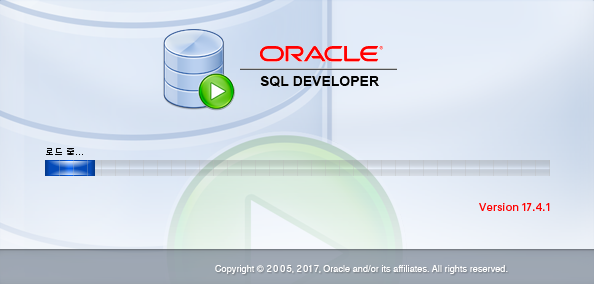 ORACLE®
SQL DEVELOPER
로드 중...
Version 17.4.1
Copyright © 2005, 2017, Oracle and/or its affiliates. All rights reserved.